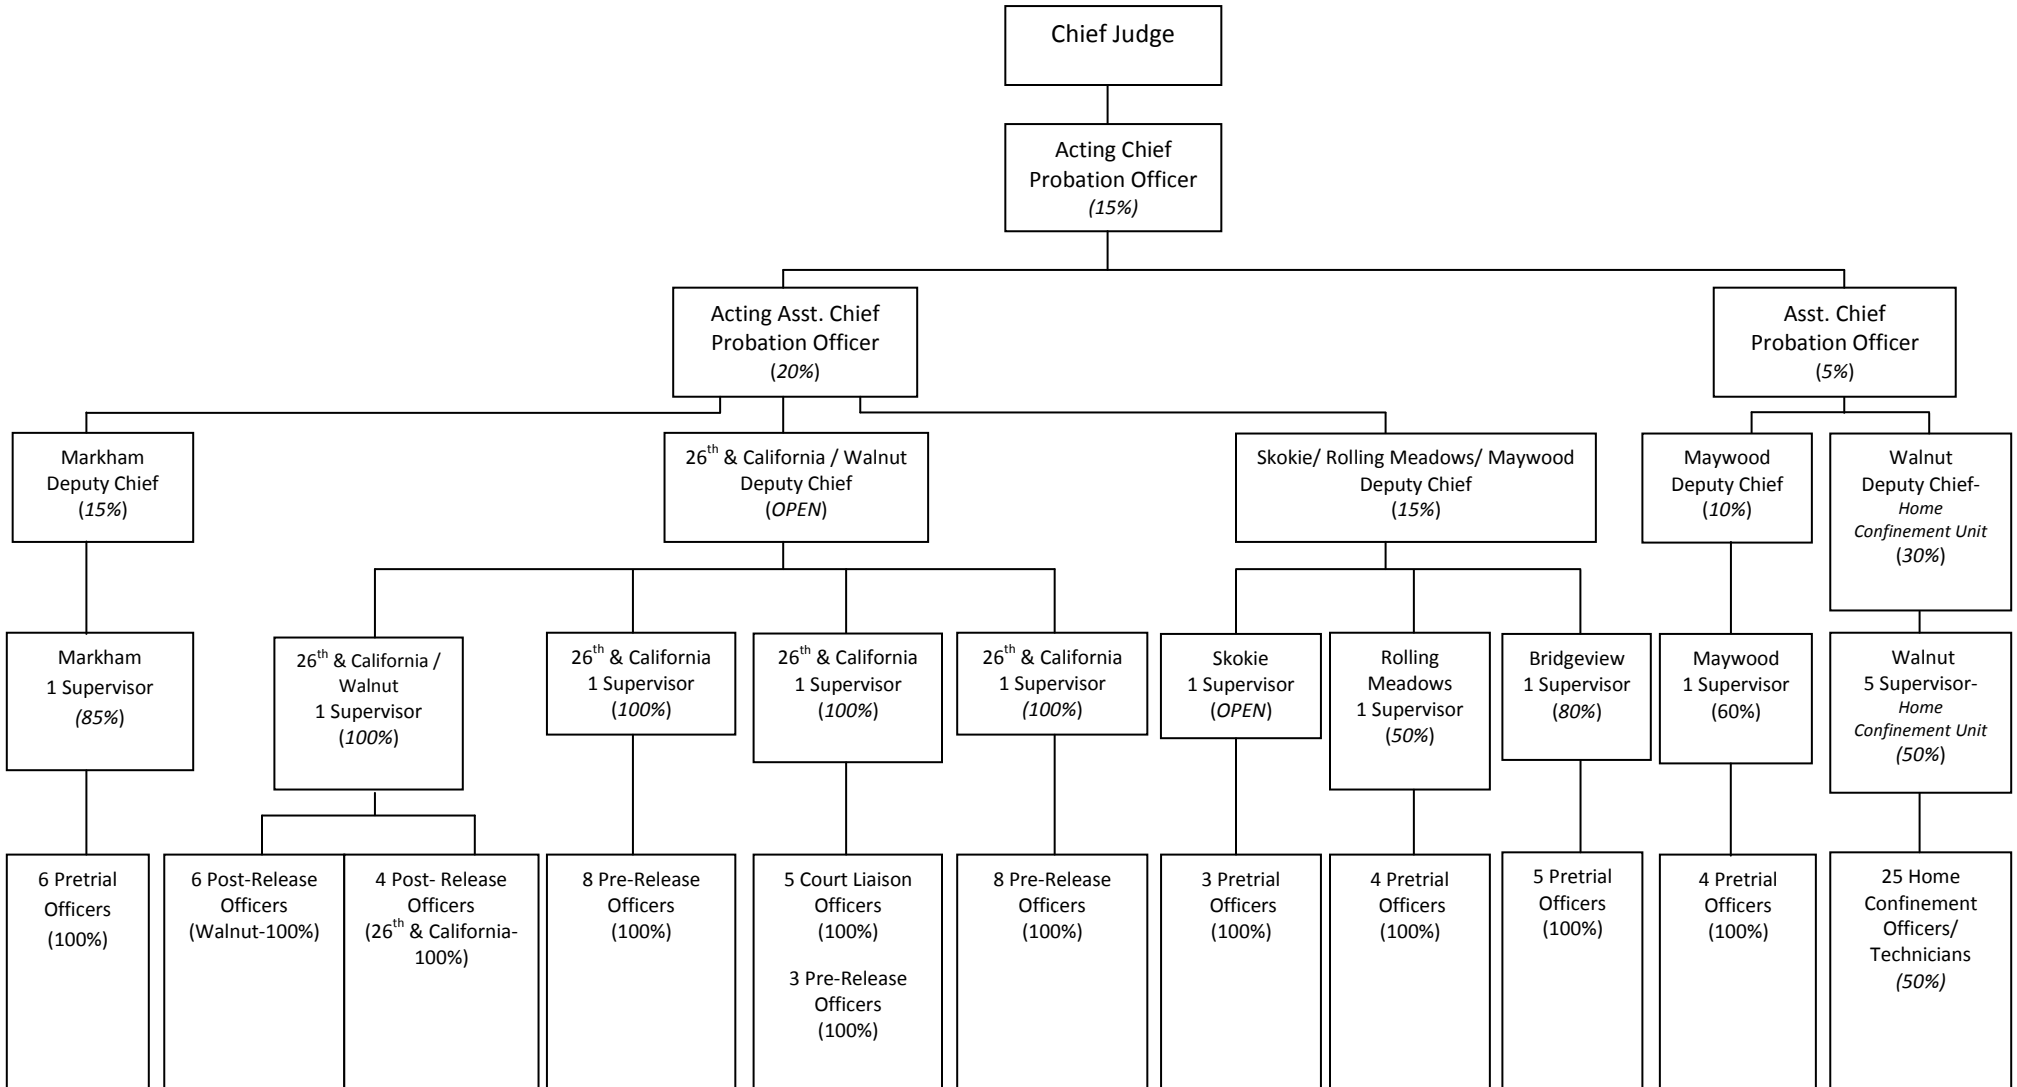 Chief Judge
Acting Chief
Probation Officer
(15%)
Acting Asst. Chief
Probation Officer
(20%)
Asst. Chief
Probation Officer
(5%)
Markham
Deputy Chief
(15%)
26th & California / Walnut
Deputy Chief
(OPEN)
Skokie/ Rolling Meadows/ Maywood
Deputy Chief
(15%)
Maywood
Deputy Chief
(10%)
Walnut
Deputy Chief-
Home
Confinement Unit
(30%)
Markham
1 Supervisor
(85%)
26th & California /
Walnut
1 Supervisor
(100%)
26th & California
1 Supervisor
(100%)
26th & California
1 Supervisor
(100%)
26th & California
1 Supervisor
(100%)
Skokie
1 Supervisor
(OPEN)
Rolling
Meadows
1 Supervisor
(50%)
Bridgeview
1 Supervisor
(80%)
Maywood
1 Supervisor
(60%)
Walnut
5 Supervisor-
Home
Confinement Unit
(50%)
6 Pretrial
Officers
(100%)
6 Post-Release
Officers
(Walnut-100%)
4 Post- Release
Officers
(26th & California-
100%)
8 Pre-Release
Officers
(100%)
5 Court Liaison
Officers
(100%)
3 Pre-Release
Officers
(100%)
8 Pre-Release
Officers
(100%)
3 Pretrial
Officers
(100%)
4 Pretrial
Officers
(100%)
5 Pretrial
Officers
(100%)
4 Pretrial
Officers
(100%)
25 Home
Confinement
Officers/
Technicians
(50%)